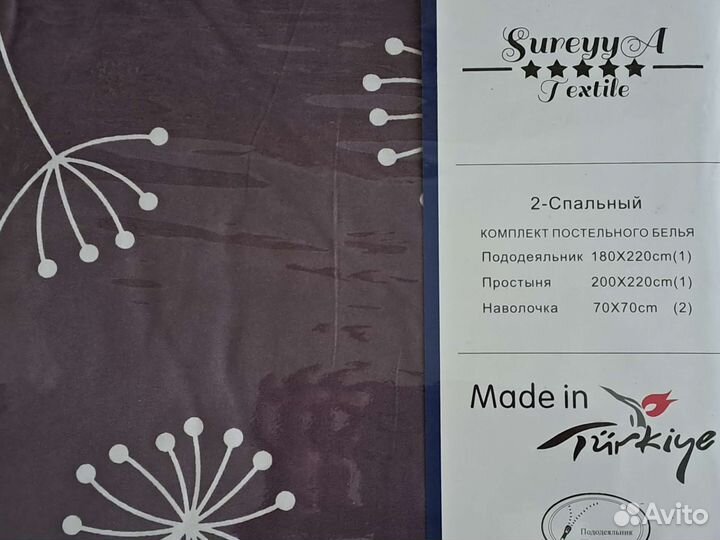 SureyyA
Textile
2-Спальный
КОМПЛЕКТ ПОСТЕЛЬНОГО БЕЛЬЯ
Пододеяльник 180X220cm(1)
Простыня 200X220cm(1)
Наволочка 70X70cm (2)
Made in
Türkiye
Пододеяльник
Avito